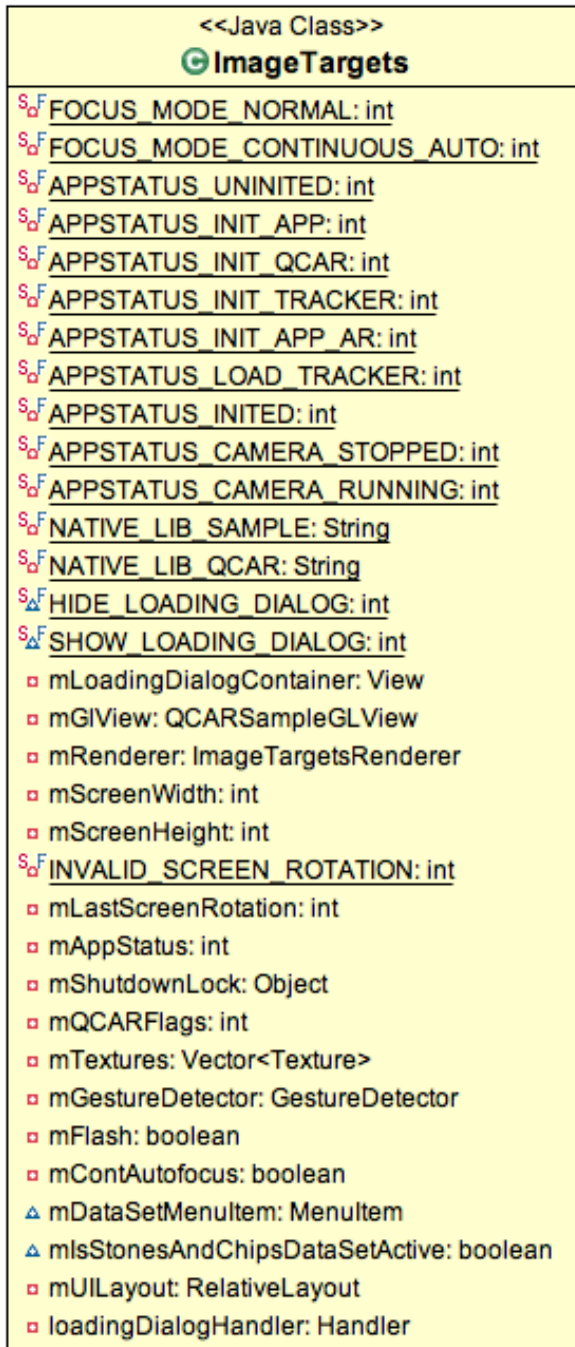 <<Java Class>>
C ImageTargets
S F FOCUS_MODE_NORMAL: int
S F FOCUS_MODE_CONTINUOUS_AUTO: int
S F APPSTATUS_UNINITED: int
S F APPSTATUS_INIT_APP: int
S F APPSTATUS_INIT_QCAR: int
S F APPSTATUS_INIT_TRACKER: int
S F APPSTATUS_INIT_APP_AR: int
S F APPSTATUS_LOAD_TRACKER: int
S F APPSTATUS_INITED: int
S F APPSTATUS_CAMERA_STOPPED: int
S F APPSTATUS_CAMERA_RUNNING: int
S F NATIVE_LIB_SAMPLE: String
S F NATIVE_LIB_QCAR: String
S F HIDE_LOADING_DIALOG: int
S F SHOW_LOADING_DIALOG: int
mLoadingDialogContainer: View
mGlView: QCARSampleGLView
mRenderer: ImageTargetsRenderer
mScreenWidth: int
mScreenHeight: int
S F INVALID_SCREEN_ROTATION: int
mLastScreenRotation: int
mAppStatus: int
mShutdownLock: Object
mQCARFlags: int
mTextures: Vector<Texture>
mGestureDetector: GestureDetector
mFlash: boolean
mContAutofocus: boolean
mDataSetMenuItem: MenuItem
mIsStonesAndChipsDataSetActive: boolean
mUILayout: RelativeLayout
loadingDialogHandler: Handler